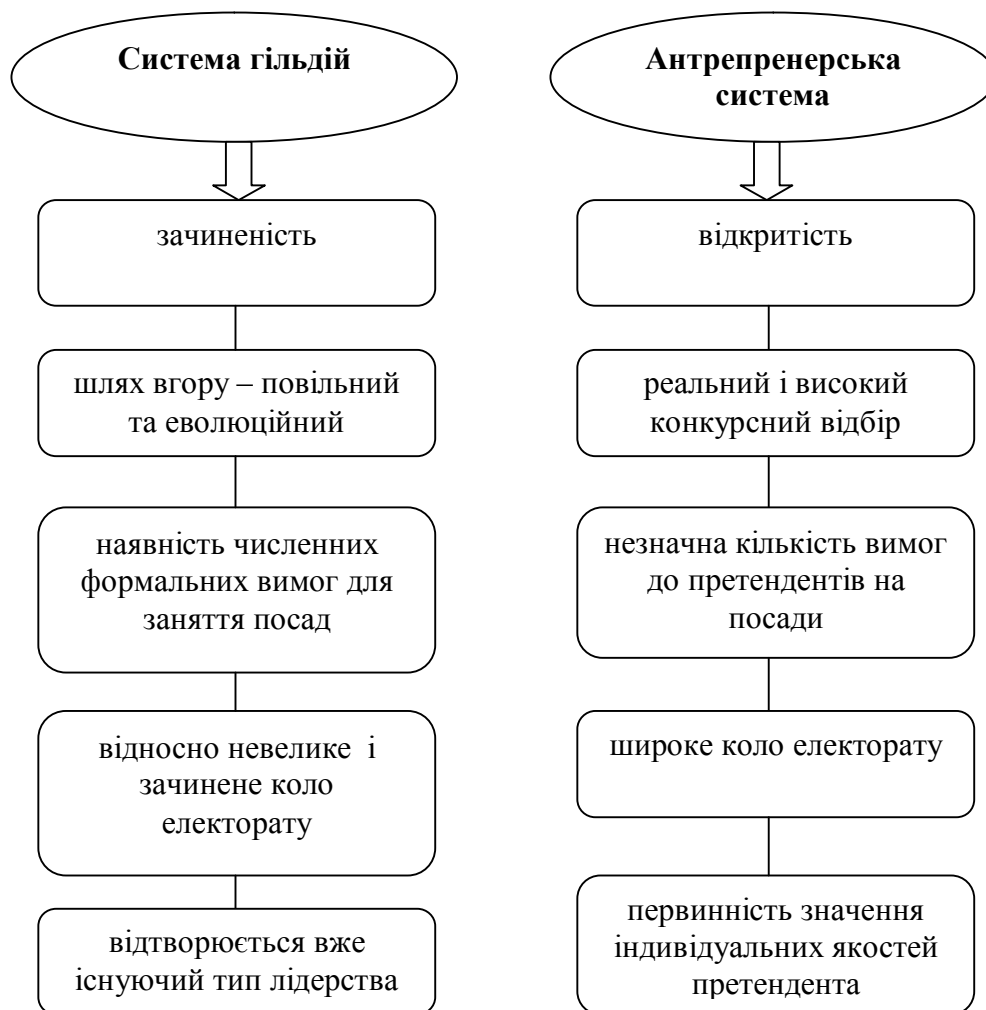 Система гільдій
зачиненість
шлях вгору – повільний
та еволюційний
наявність численних
формальних вимог для
заняття посад
відносно невелике і
зачинене коло
електорату
відтворюється вже
існуючий тип лідерства
Антрепренерська
система
відкритість
реальний і високий
конкурсний відбір
незначна кількість вимог
до претендентів на
посади
широке коло електорату
первинність значення
індивідуальних якостей
претендента